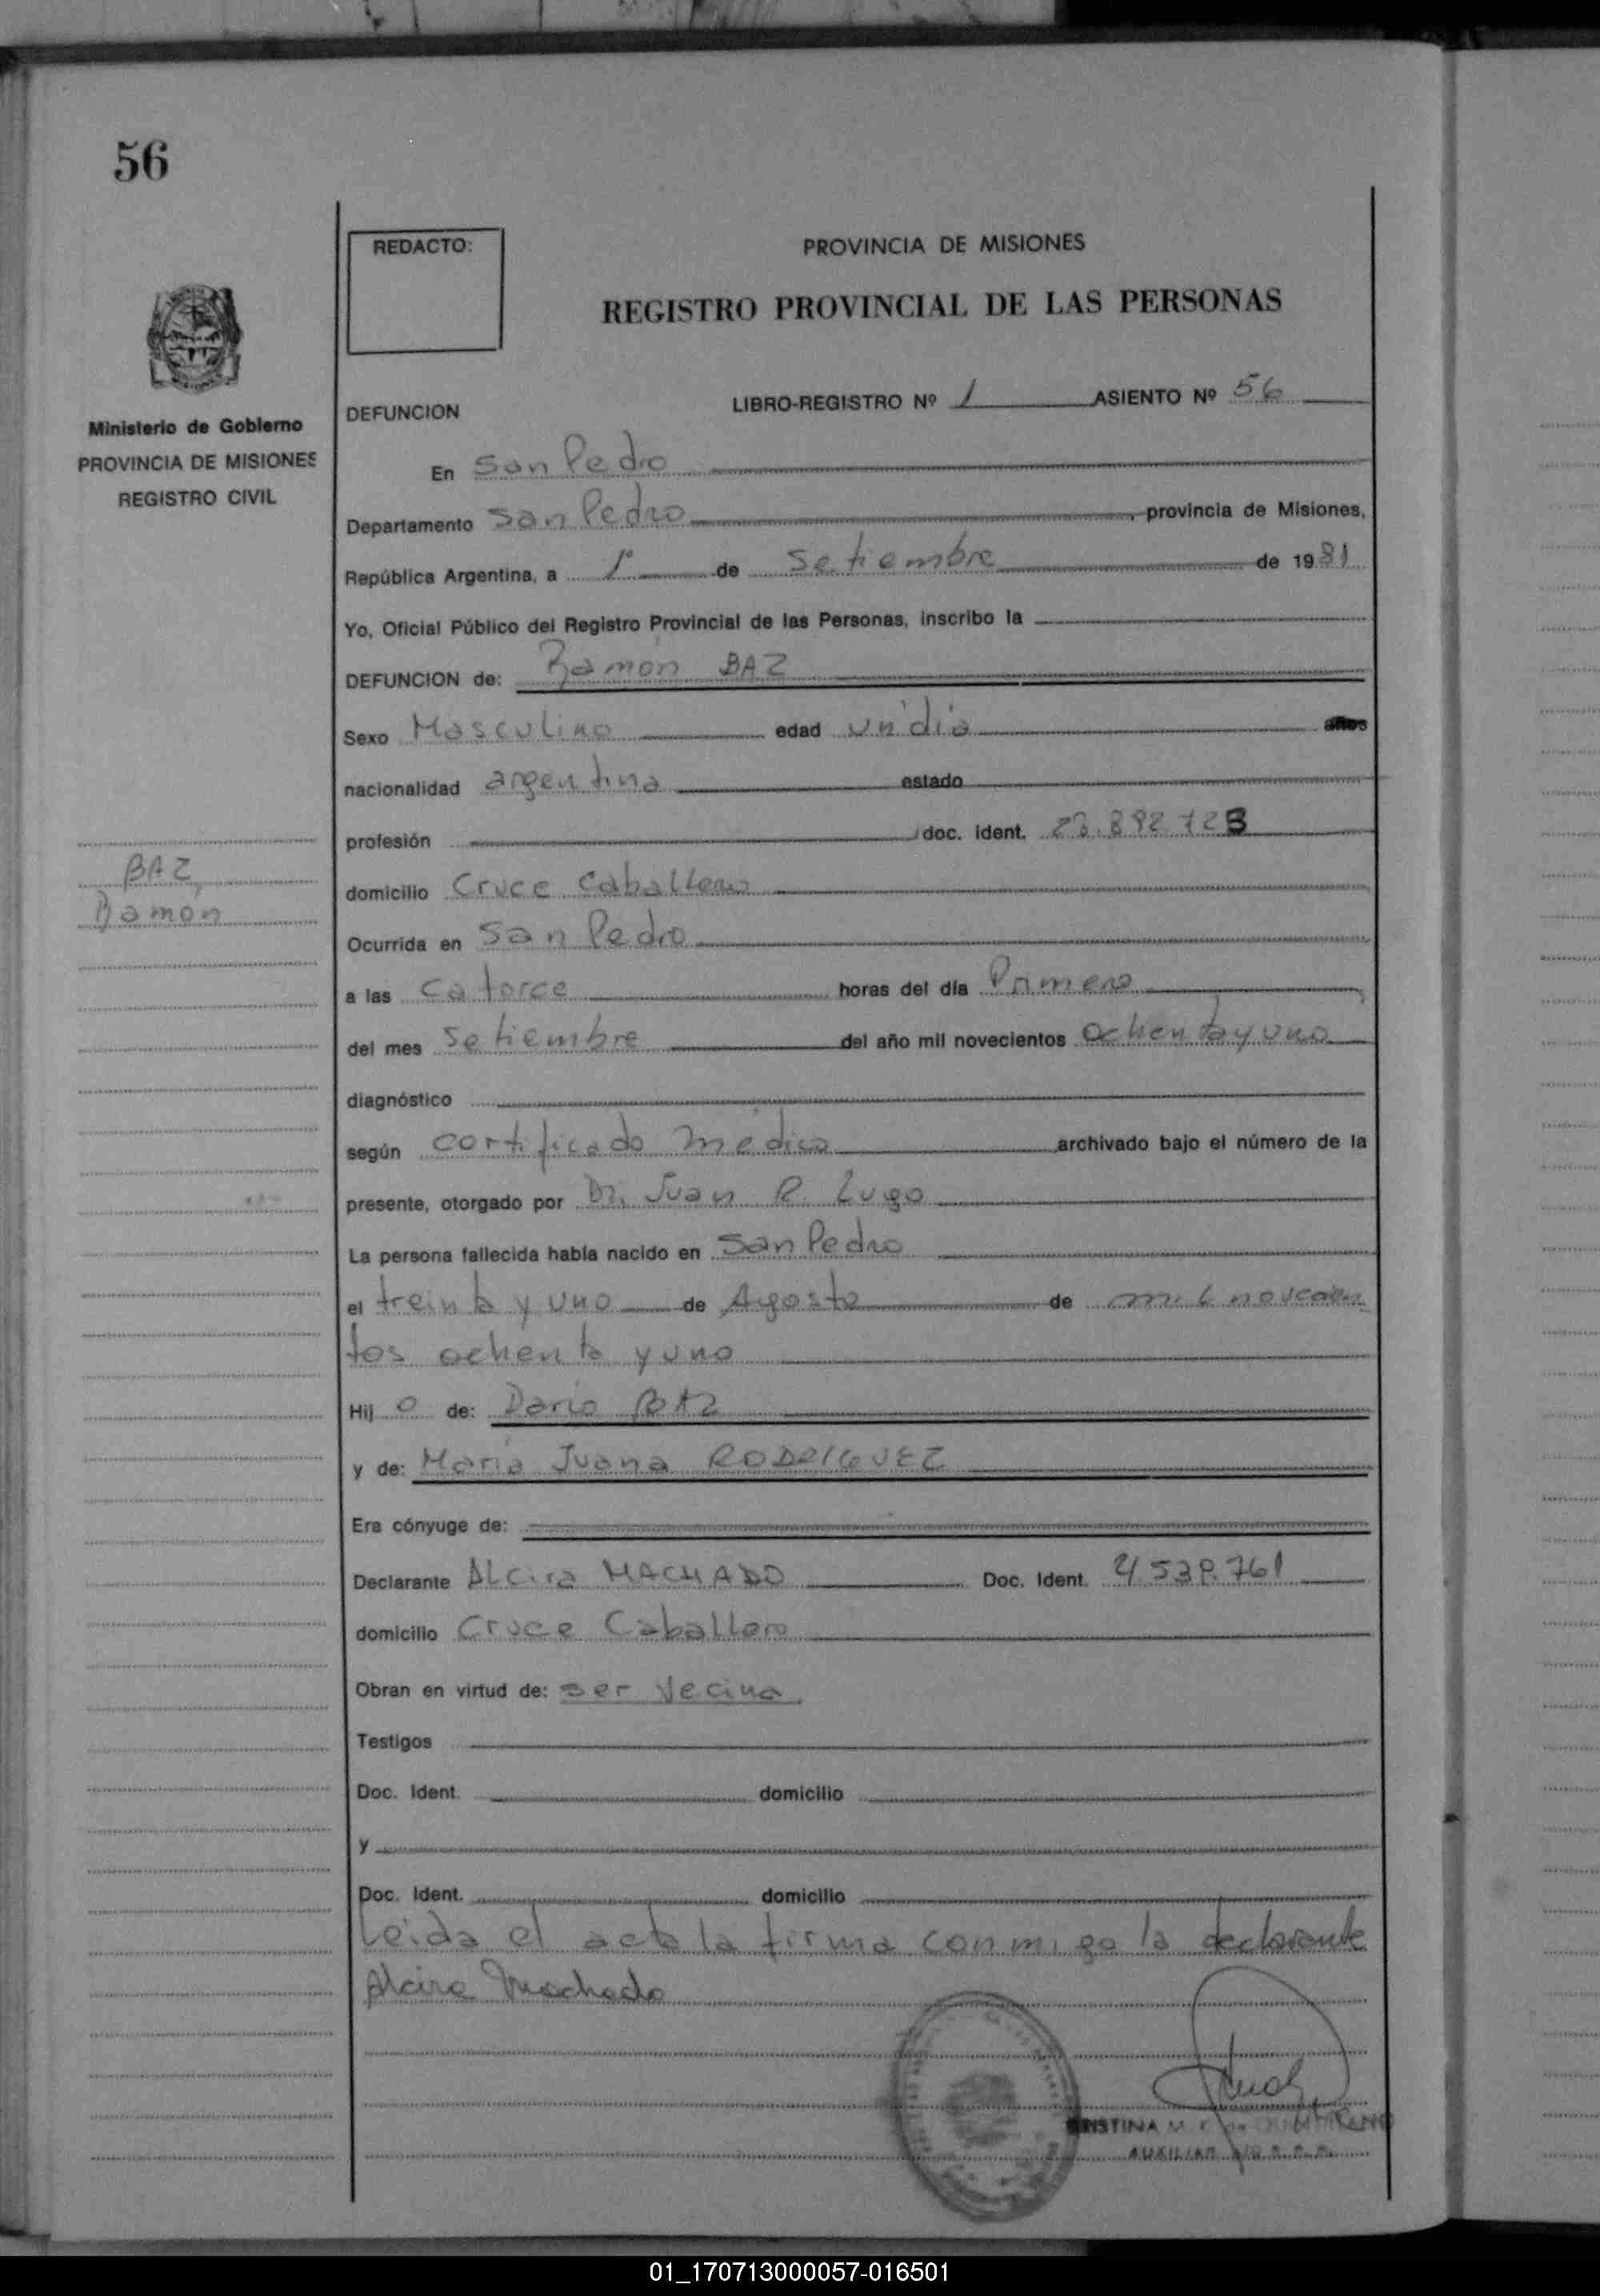 56
REDACTO:
PROVINCIA DE MISIONES
REGISTRO PROVINCIAL DE LAS PERSONAS
Ministerio de Gobierno
PROVINCIA DE MISIONES
REGISTRO CIVIL
DEFUNCION LIBRO-REGISTRO Nº 1 ASIENTO Nº 56
En San Pedro
Departamento San Pedro, provincia de Misiones,
República Argentina, a 1º de Setiembre de 1981
Yo, Oficial Público del Registro Provincial de las Personas, inscribo la
DEFUNCION de: Ramón BAZ
Sexo Masculino edad un día años
nacionalidad argentina estado
profesión doc. ident.
BAZ,
Ramón
domicilio Cruce Caballero
Ocurrida en San Pedro
a las catorce horas del día Primero
del mes setiembre del año mil novecientos ochenta y uno
diagnóstico
según certificado médico archivado bajo el número de la
presente, otorgado por Dr. Juan R. Lugo
La persona fallecida había nacido en San Pedro
el treinta y uno de Agosto de mil novecien
tos ochenta y uno
Hij o de: Dario BAZ
y de: María Juana RODRIGUEZ
Era cónyuge de:
Declarante Alcira MACHADO Doc. Ident.
domicilio Cruce Caballero
Obran en virtud de: ser vecina
Testigos
Doc. Ident. domicilio
y
Doc. Ident. domicilio
Leida el acta la firma conmigo la declarante
Alcira Machado
AUXILIAR
01_170713000057-016501